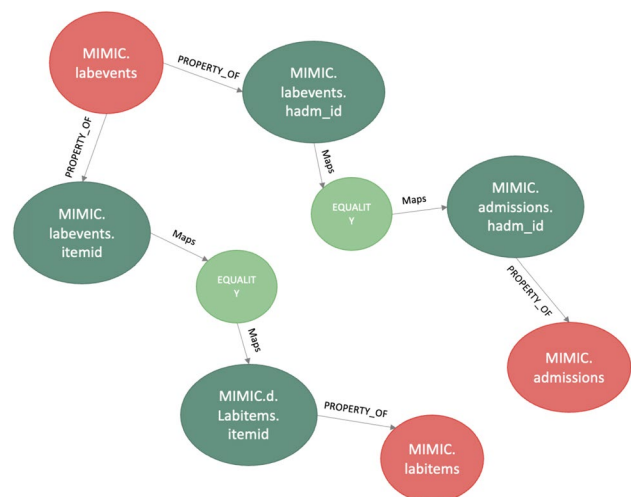 MIMIC.
labevents
PROPERTY_OF
MIMIC.
labevents.
hadm_id
PROPERTY_OF
Maps
MIMIC.
labevents.
itemid
Maps
EQUALIT
Y
Maps
MIMIC.
admissions.
hadm_id
EQUALIT
Y
PROPERTY_OF
Maps
MIMIC.
admissions
MIMIC.d.
Labitems.
itemid
PROPERTY_OF
MIMIC.
labitems